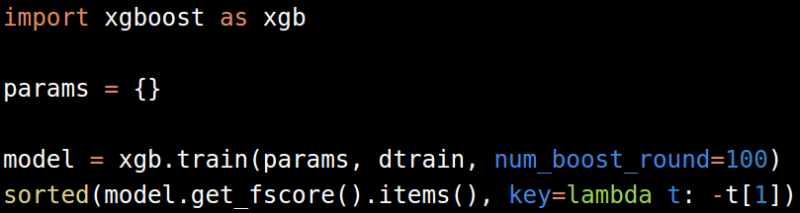 import xgboost as xgb
params = {}
model = xgb.train(params, dtrain, num_boost_round=100)
sorted(model.get_fscore().items(), key=lambda t: -t[1])